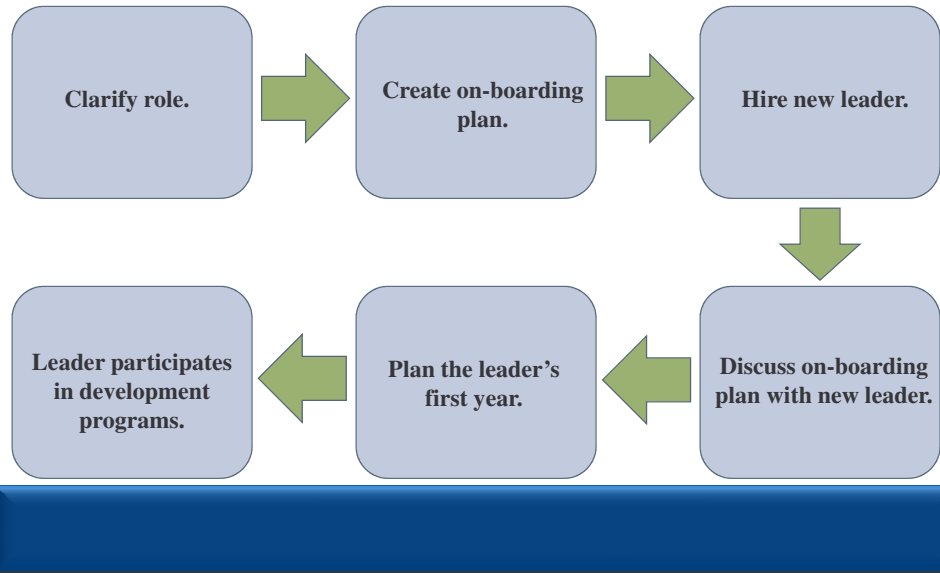 Clarify role.
Create on-boarding
plan.
Hire new leader.
Discuss on-boarding
plan with new leader.
Plan the leader’s
first year.
Leader participates
in development
programs.